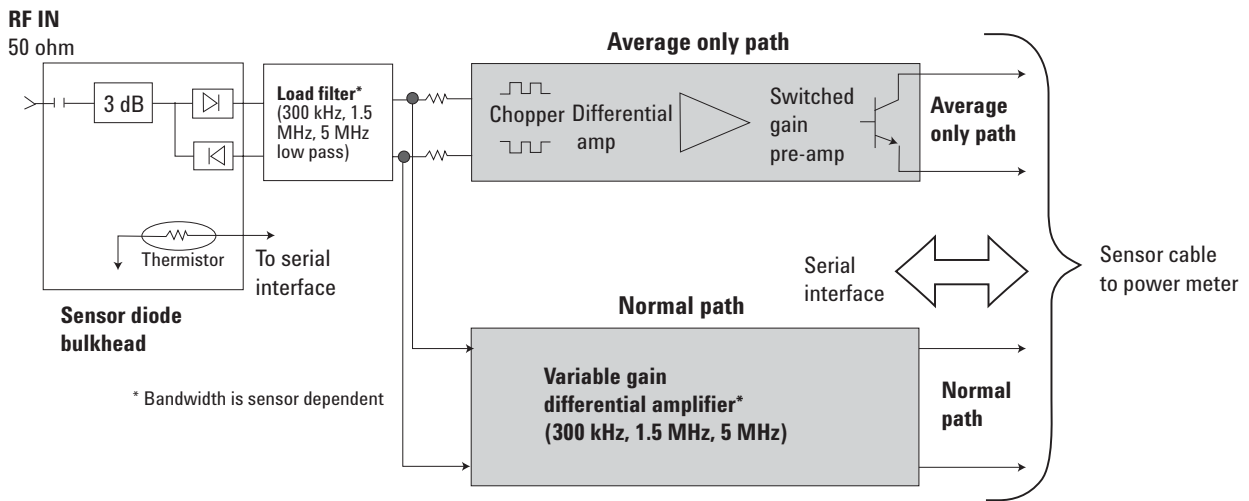 RF IN
50 ohm
3 dB
Load filter*
(300 kHz, 1.5
MHz, 5 MHz
low pass)
Thermistor
To serial
interface
Sensor diode
bulkhead
* Bandwidth is sensor dependent
Average only path
Chopper
Differential
amp
Switched
gain
pre-amp
Average
only path
Serial
interface
Sensor cable
to power meter
Normal path
Variable gain
differential amplifier*
(300 kHz, 1.5 MHz, 5 MHz)
Normal
path